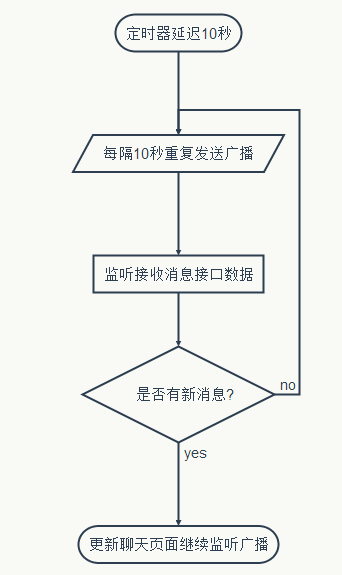 定时器延迟10秒
每隔10秒重复发送广播
监听接收消息接口数据
是否有新消息?
no
yes
更新聊天页面继续监听广播